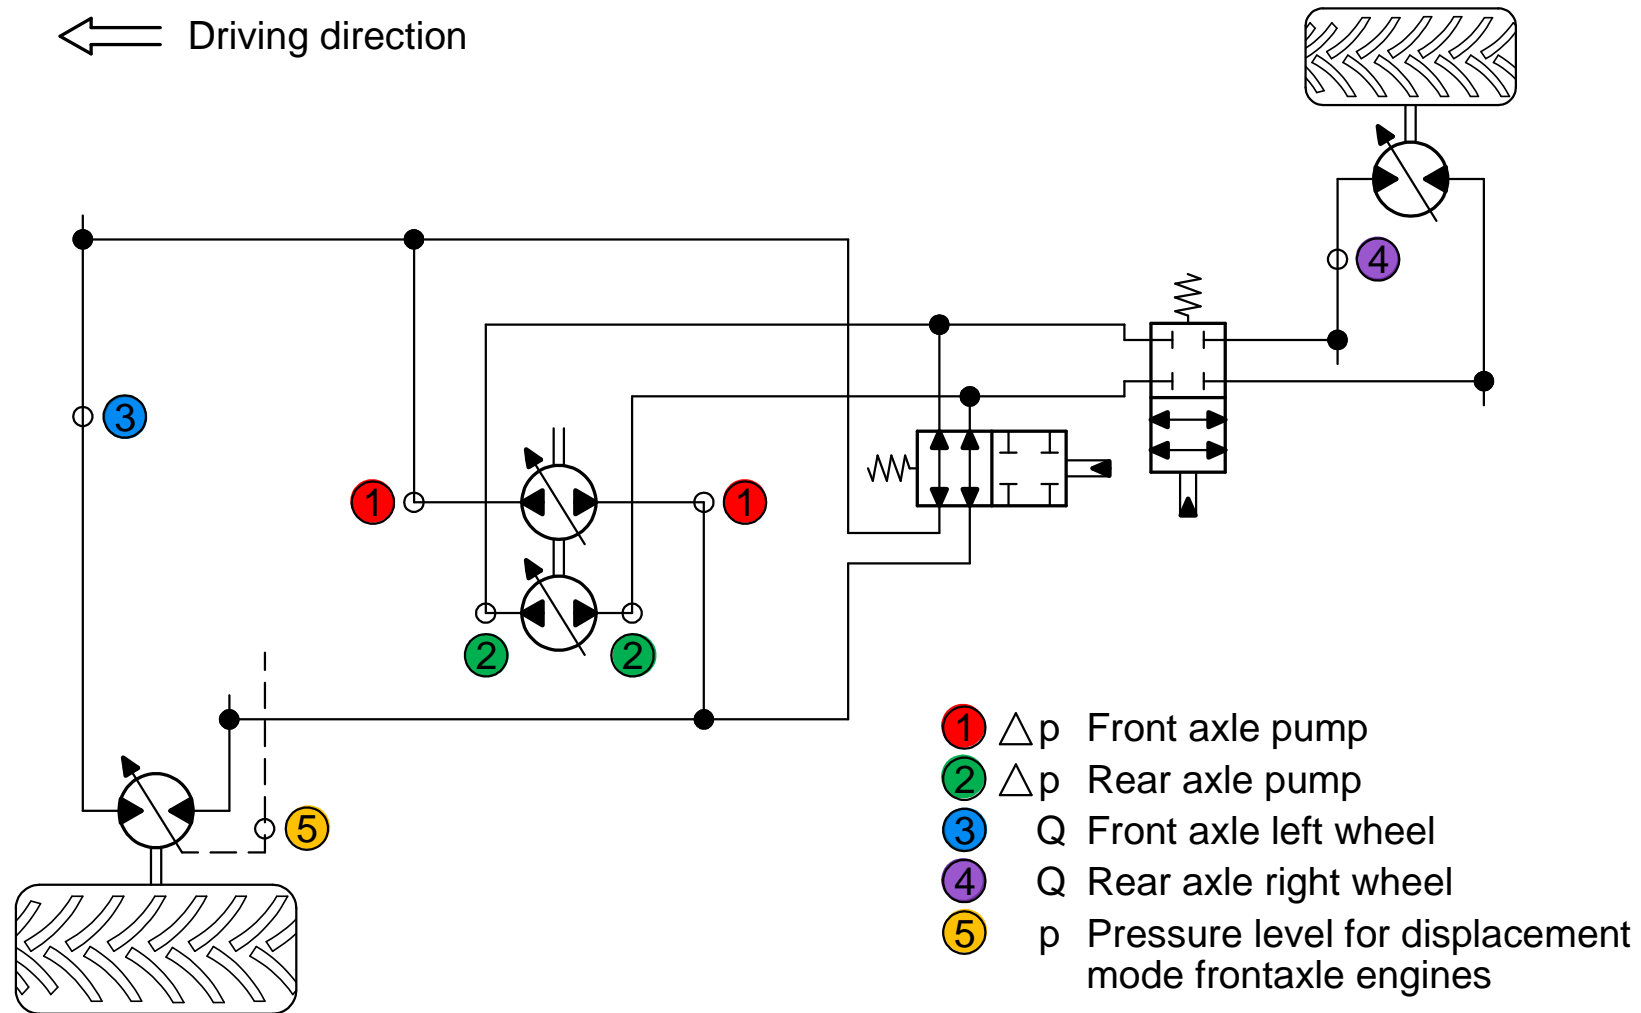 Driving direction
4
3
1 1
2 2
5
1 △ p Front axle pump
2 △ p Rear axle pump
3 Q Front axle left wheel
4 Q Rear axle right wheel
5 p Pressure level for displacement
mode frontaxle engines